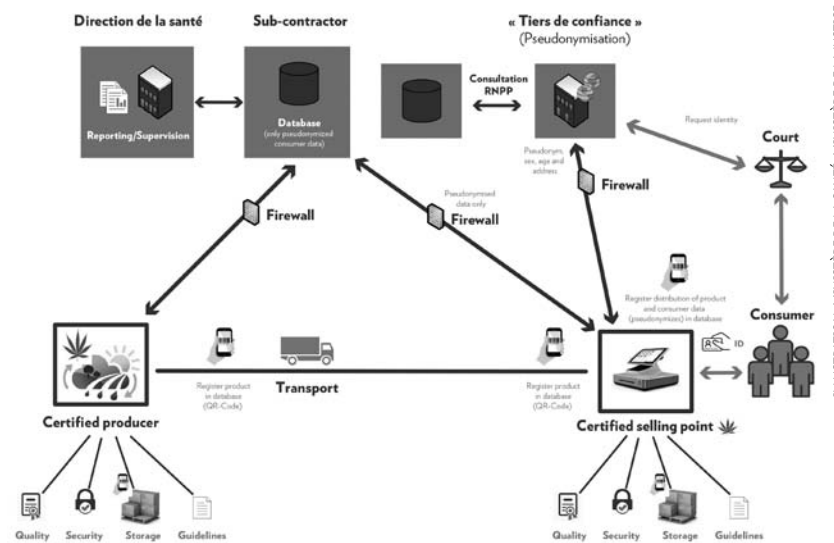 Direction de la santé
Sub-contractor
« Tiers de confiance »
(Pseudonymisation)
Reporting/Supervision
Database
(only pseudonymized
consumer data)
Consultation
RNPP
Request identity
Court
Pseudonym,
sex, age and
address
Firewall
Pseudonymised
data only
Firewall
Firewall
Register distribution of product
and consumer data
(pseudonymizes) in database
Consumer
ID
Register product
in database
(QR-Code)
Transport
Register product
in database
(QR-Code)
Certified producer
Certified selling point
Quality
Security
Storage
Guidelines
Quality
Security
Storage
Guidelines